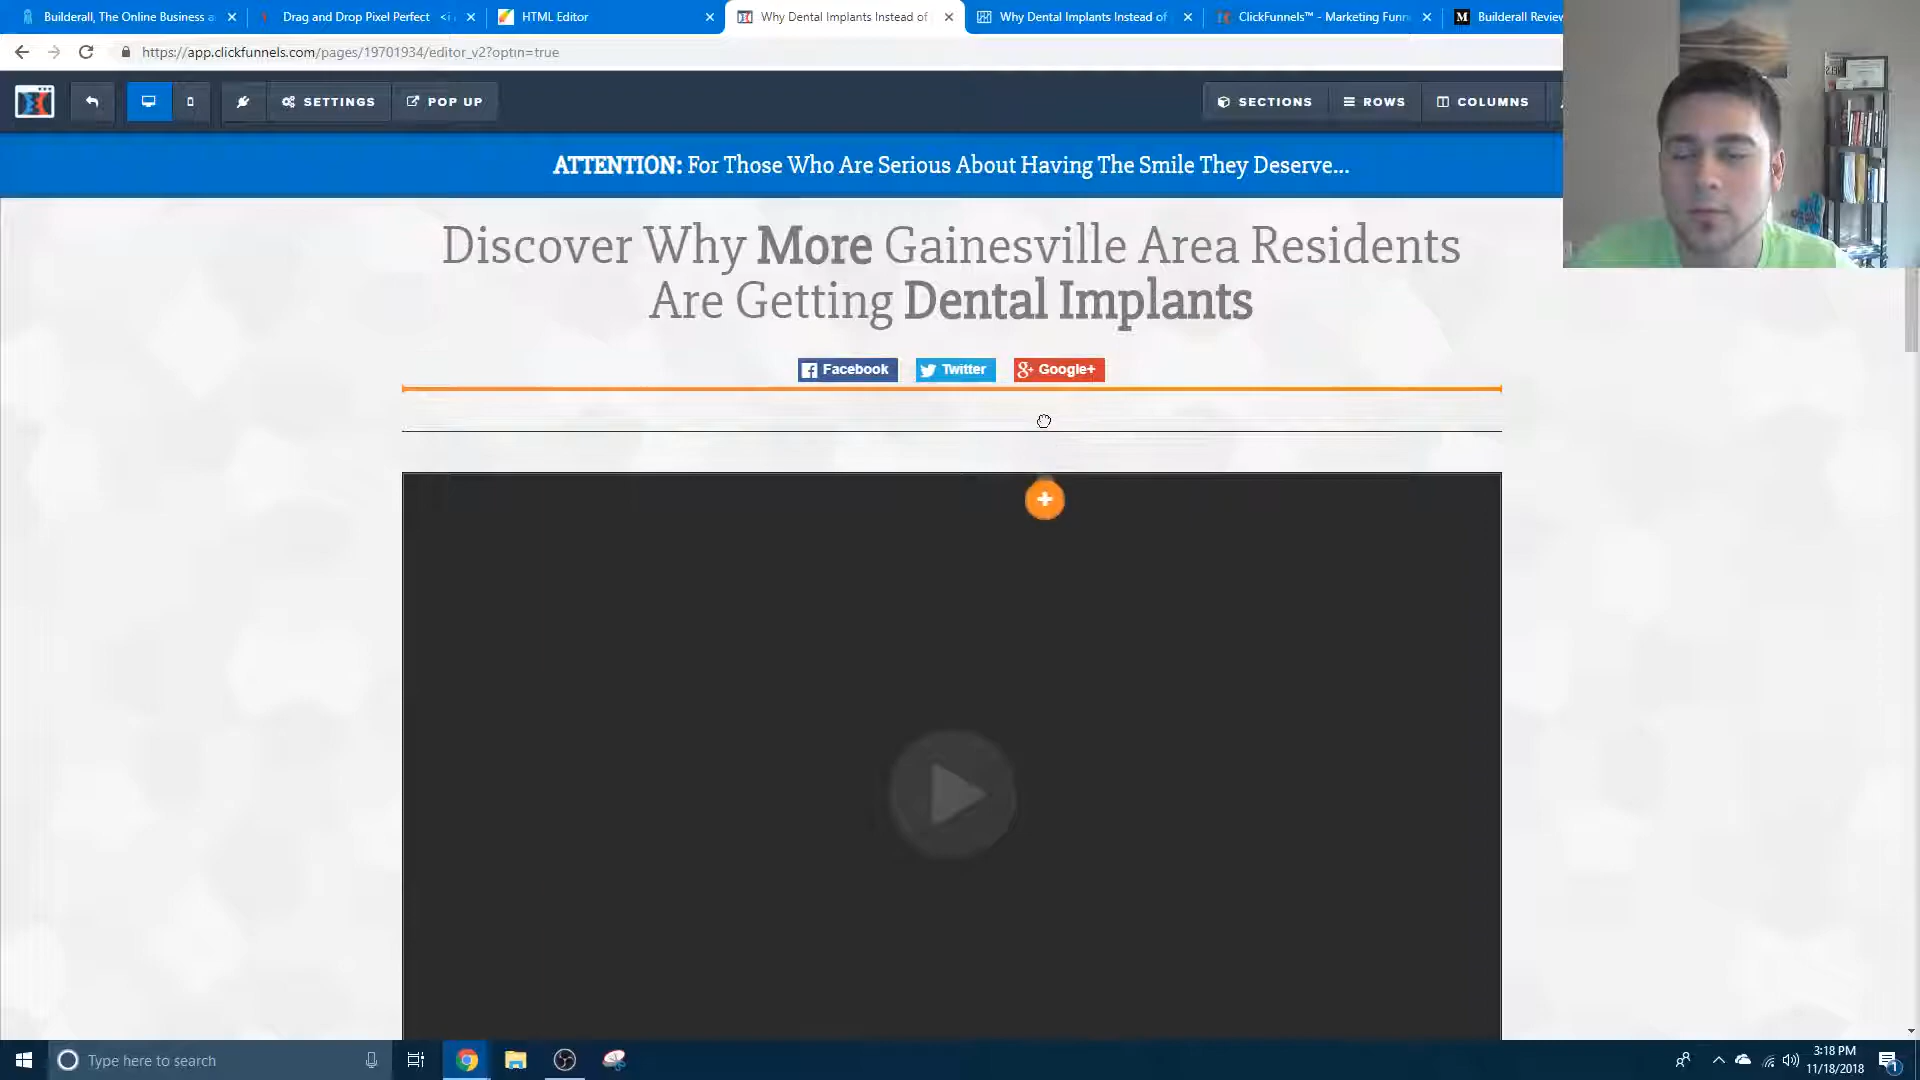 Builderall, The Online Business a
Drag and Drop Pixel Perfect <i
HTML Editor
Why Dental Implants Instead of
Why Dental Implants Instead of
ClickFunnels™ - Marketing Funn
Builderall Review
https://app.clickfunnels.com/pages/19701934/editor_v2?optin=true
SETTINGS
POP UP
SECTIONS
ROWS
COLUMNS
ATTENTION: For Those Who Are Serious About Having The Smile They Deserve...
Discover Why More Gainesville Area Residents
Are Getting Dental Implants
Facebook
Twitter
Google+
Type here to search
3:18 PM
11/18/2018
1